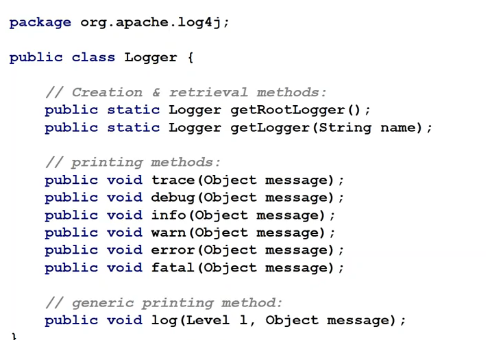 package org.apache.log4j;
public class Logger {
// Creation & retrieval methods:
public static Logger getRootLogger();
public static Logger getLogger(String name);
// printing methods:
public void trace(Object message);
public void debug(Object message);
public void info(Object message);
public void warn(Object message);
public void error(Object message);
public void fatal(Object message);
// generic printing method:
public void log(Level l, Object message);
}